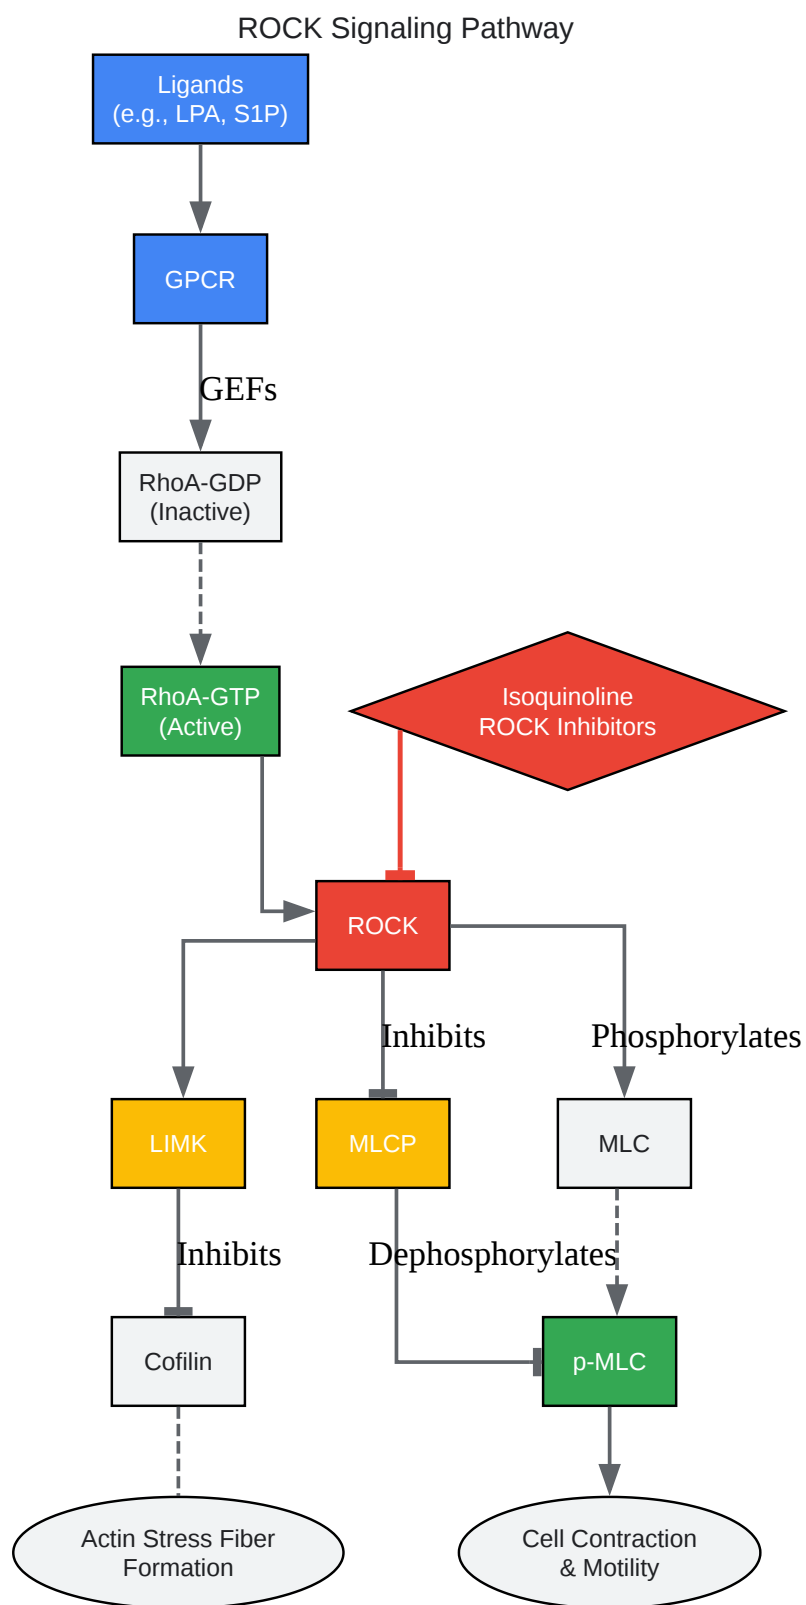 ROCK Signaling Pathway
Ligands
(e.g., LPA, S1P)
GPCR
GEFs
RhoA-GDP
(Inactive)
RhoA-GTP
(Active)
Isoquinoline
ROCK Inhibitors
ROCK
Inhibits
Phosphorylates
LIMK
MLCP
MLC
Inhibits
Dephosphorylates
Cofilin
p-MLC
Actin Stress Fiber
Formation
Cell Contraction
& Motility